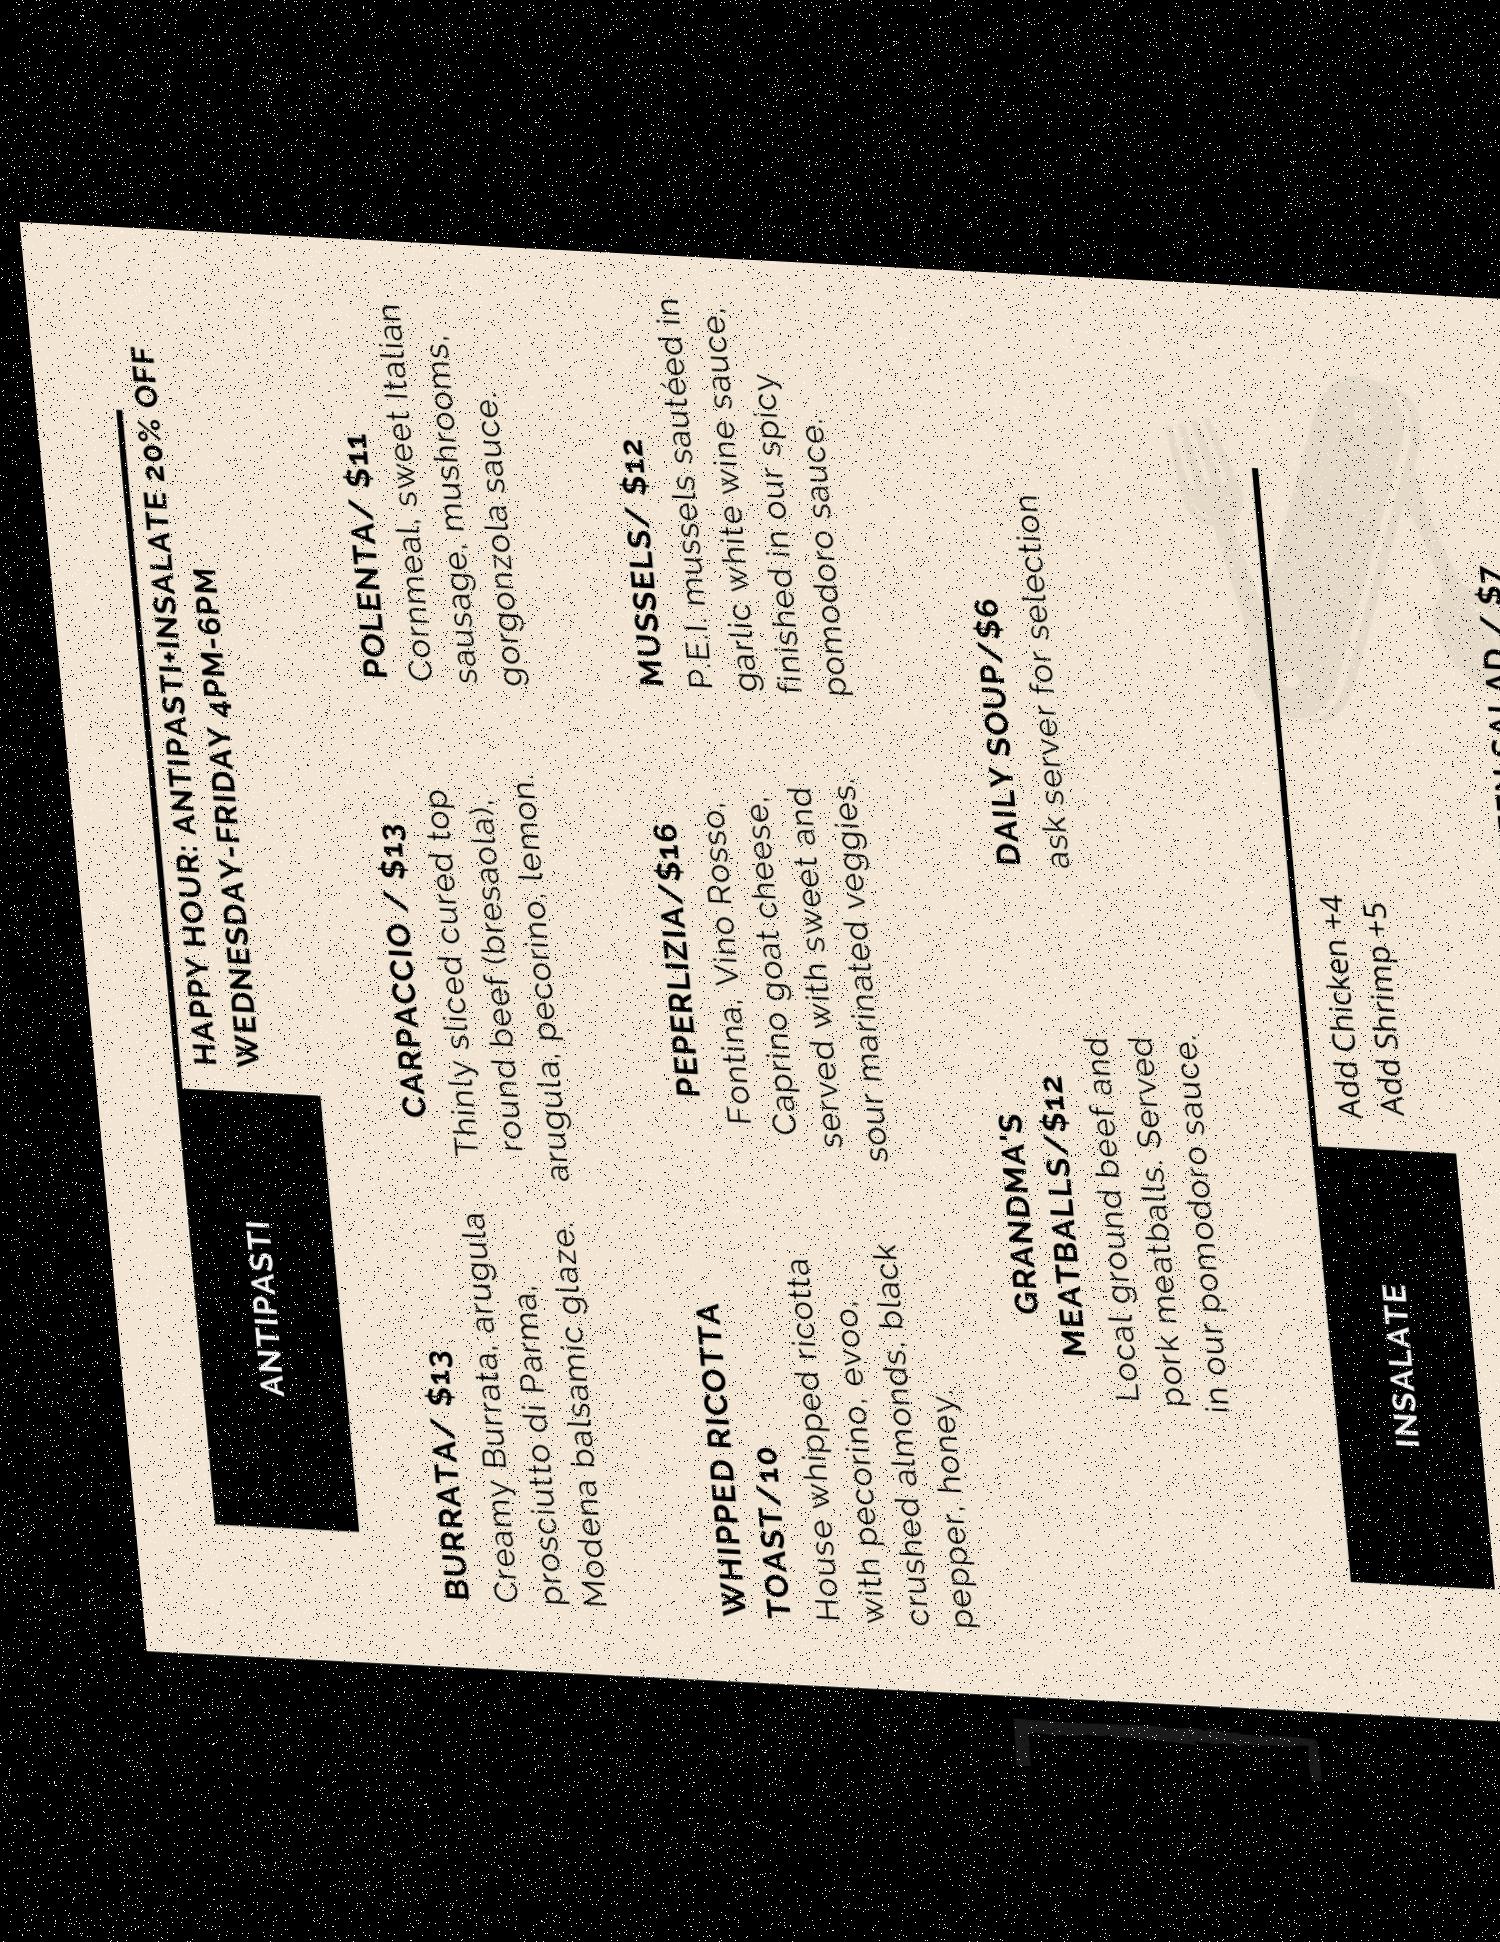 ANTIPASTI
HAPPY HOUR: ANTIPASTI+INSALATE 20% OFF
WEDNESDAY-FRIDAY 4PM-6PM
BURRATA/ $13
Creamy Burrata, arugula
prosciutto di Parma,
Modena balsamic glaze.
CARPACCIO / $13
Thinly sliced cured top
round beef (bresaola),
arugula, pecorino, lemon.
POLENTA/ $11
Cornmeal, sweet Italian
sausage, mushrooms,
gorgonzola sauce.
WHIPPED RICOTTA
TOAST/10
House whipped ricotta
with pecorino, evoo,
crushed almonds, black
pepper, honey.
PEPPERLIZIA/$16
Fontina, Vino Rosso,
Caprino goat cheese,
served with sweet and
sour marinated veggies.
MUSSELS/ $12
P.E.I. mussels sautéed in
garlic white wine sauce,
finished in our spicy
pomodoro sauce.
GRANDMA'S
MEATBALLS/$12
Local ground beef and
pork meatballs. Served
in our pomodoro sauce.
DAILY SOUP/$6
ask server for selection
INSALATE
Add Chicken +4
Add Shrimp +5
SALAD / $7